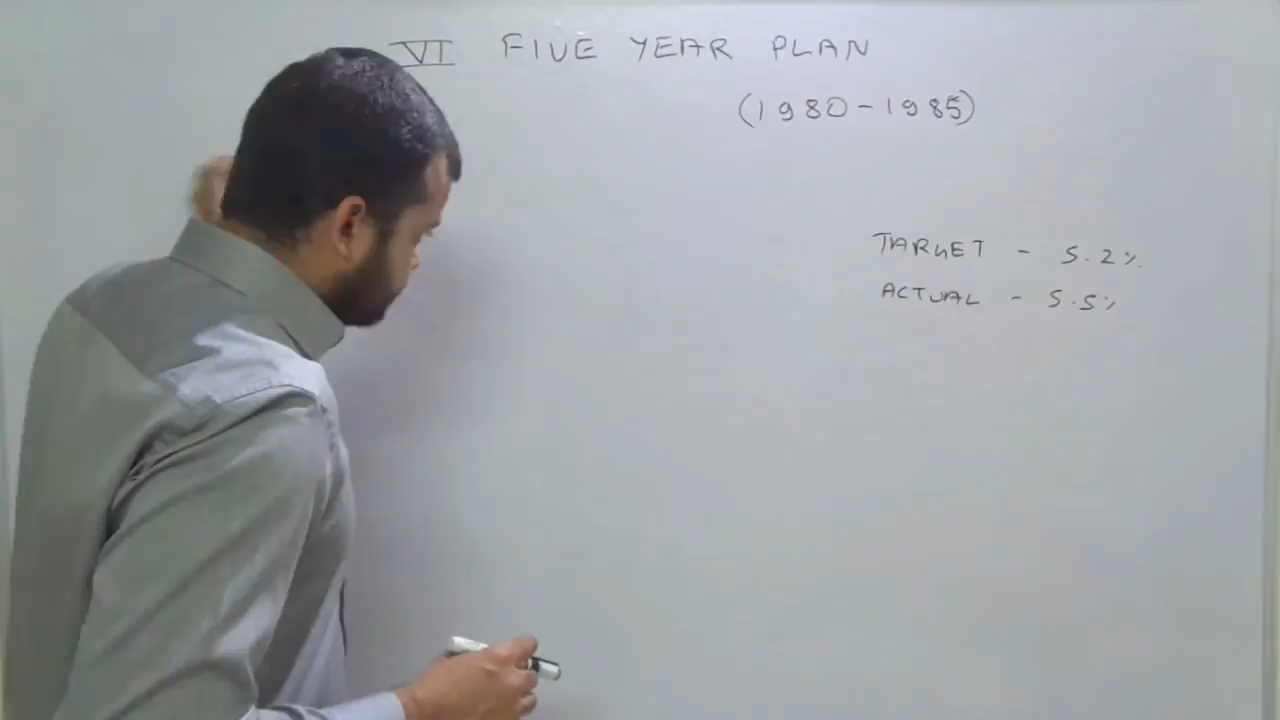 VI FIVE YEAR PLAN
(1980-1985)
TARGET - 5.2%
ACTUAL - 5.5%